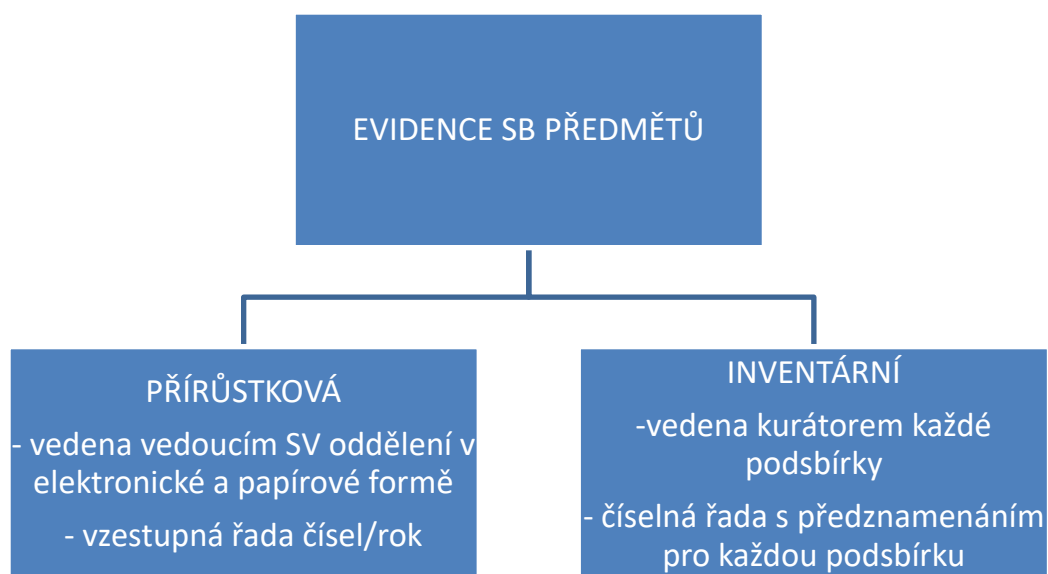 EVIDENCE SB PŘEDMĚTŮ
PŘÍRŮSTKOVÁ
- vedena vedoucím SV oddělení v
elektronické a papírové formě
- vzestupná řada čísel/rok
INVENTÁRNÍ
-vedena kurátorem každé
podsbírky
- číselná řada s předznamenáním
pro každou podsbírku